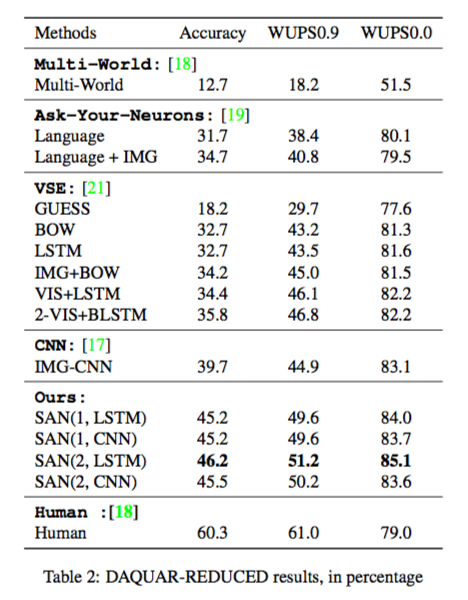 Methods Accuracy WUPS0.9 WUPS0.0
Multi-World: [18]
Multi-World 12.7 18.2 51.5
Ask-Your-Neurons: [19]
Language 31.7 38.4 80.1
Language + IMG 34.7 40.8 79.5
VSE: [21]
GUESS 18.2 29.7 77.6
BOW 32.7 43.2 81.3
LSTM 32.7 43.5 81.6
IMG+BOW 34.2 45.0 81.5
VIS+LSTM 34.4 46.1 82.2
2-VIS+BLSTM 35.8 46.8 82.2
CNN: [17]
IMG-CNN 39.7 44.9 83.1
Ours:
SAN(1, LSTM) 45.2 49.6 84.0
SAN(1, CNN) 45.2 49.6 83.7
SAN(2, LSTM) 46.2 51.2 85.1
SAN(2, CNN) 45.5 50.2 83.6
Human :[18]
Human 60.3 61.0 79.0
Table 2: DAQUAR-REDUCED results, in percentage